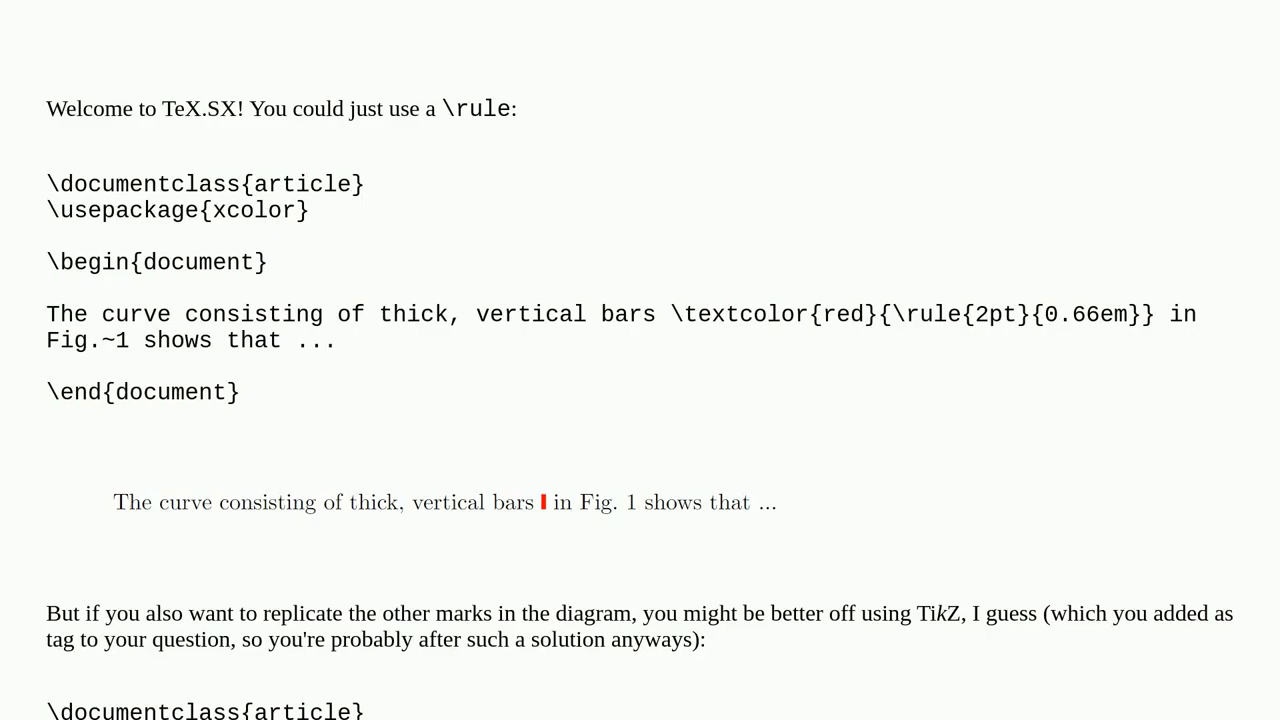 Welcome to TeX.SX! You could just use a \rule:
\documentclass{article}
\usepackage{xcolor}
\begin{document}
The curve consisting of thick, vertical bars \textcolor{red}{\rule{2pt}{0.66em}} in
Fig.~1 shows that ...
\end{document}
The curve consisting of thick, vertical bars in Fig. 1 shows that ...
But if you also want to replicate the other marks in the diagram, you might be better off using TikZ, I guess (which you added as
tag to your question, so you're probably after such a solution anyways):
\documentclass{article}